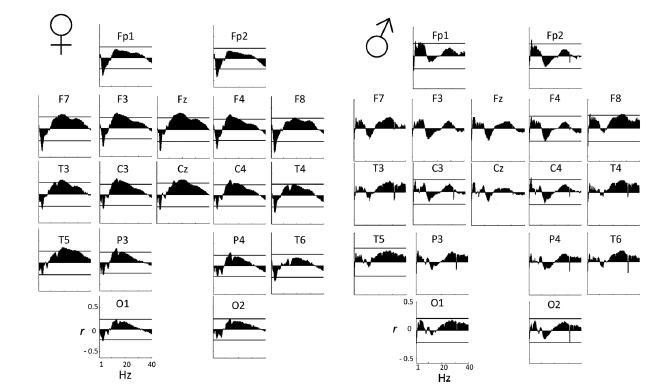 Fp1 Fp2 Fp1 Fp2
F7 F3 Fz F4 F8 F7 F3 Fz F4 F8
T3 C3 Cz C4 T4 T3 C3 Cz C4 T4
T5 P3 P4 T6 T5 P3 P4 T6
O1 O2 O1 O2
0.5 0.5
r 0 r 0
- 0.5 - 0.5
1 20 40 1 20 40
Hz Hz